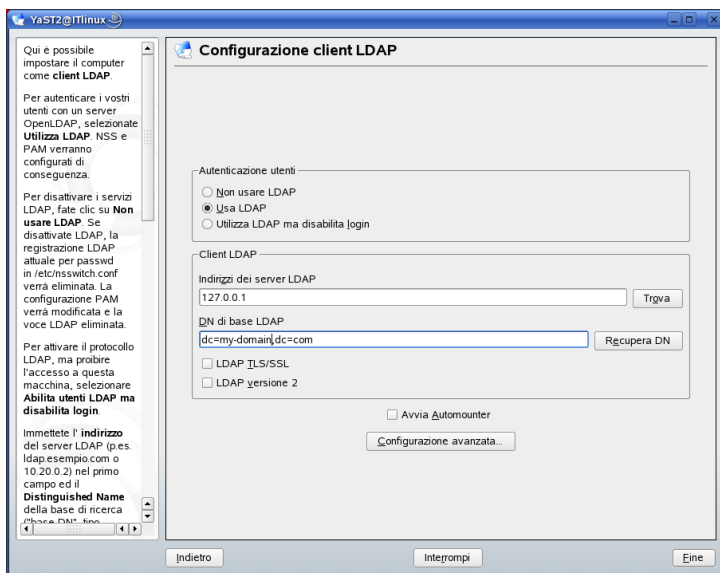 YaST2@ITlinux
Qui è possibile
impostare il computer
come client LDAP.
Per autenticare i vostri
utenti con un server
OpenLDAP, selezionate
Utilizza LDAP. NSS e
PAM verranno
configurati di
conseguenza.
Per disattivare i servizi
LDAP, fate clic su Non
usare LDAP. Se
disattivate LDAP, la
registrazione LDAP
attuale per passwd
in /etc/nsswitch.conf
verrà eliminata. La
configurazione PAM
verrà modificata e la
voce LDAP eliminata.
Per attivare il protocollo
LDAP, ma proibire
l'accesso a questa
macchina, selezionare
Abilita utenti LDAP ma
disabilita login.
Immettete l' indirizzo
del server LDAP (p.es.
ldap.esempio.com o
10.20.0.2) nel primo
campo ed il
Distinguished Name
della base di ricerca
("base DN", tipo
Configurazione client LDAP
Autenticazione utenti
Non usare LDAP
Usa LDAP
Utilizza LDAP ma disabilita login
Client LDAP
Indirizzi dei server LDAP
127.0.0.1
Trova
DN di base LDAP
dc=my-domain,dc=com
Recupera DN
LDAP TLS/SSL
LDAP versione 2
Avvia Automounter
Configurazione avanzata...
Indietro
Interrompi
Fine